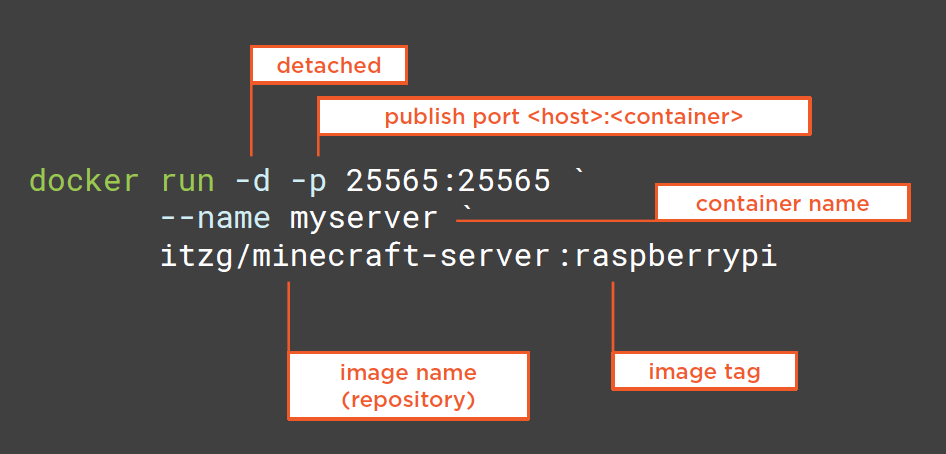 detached
publish port <host>:<container>
docker run -d -p 25565:25565 `
--name myserver `
container name
itzg/minecraft-server:raspberrypi
image name
(repository)
image tag